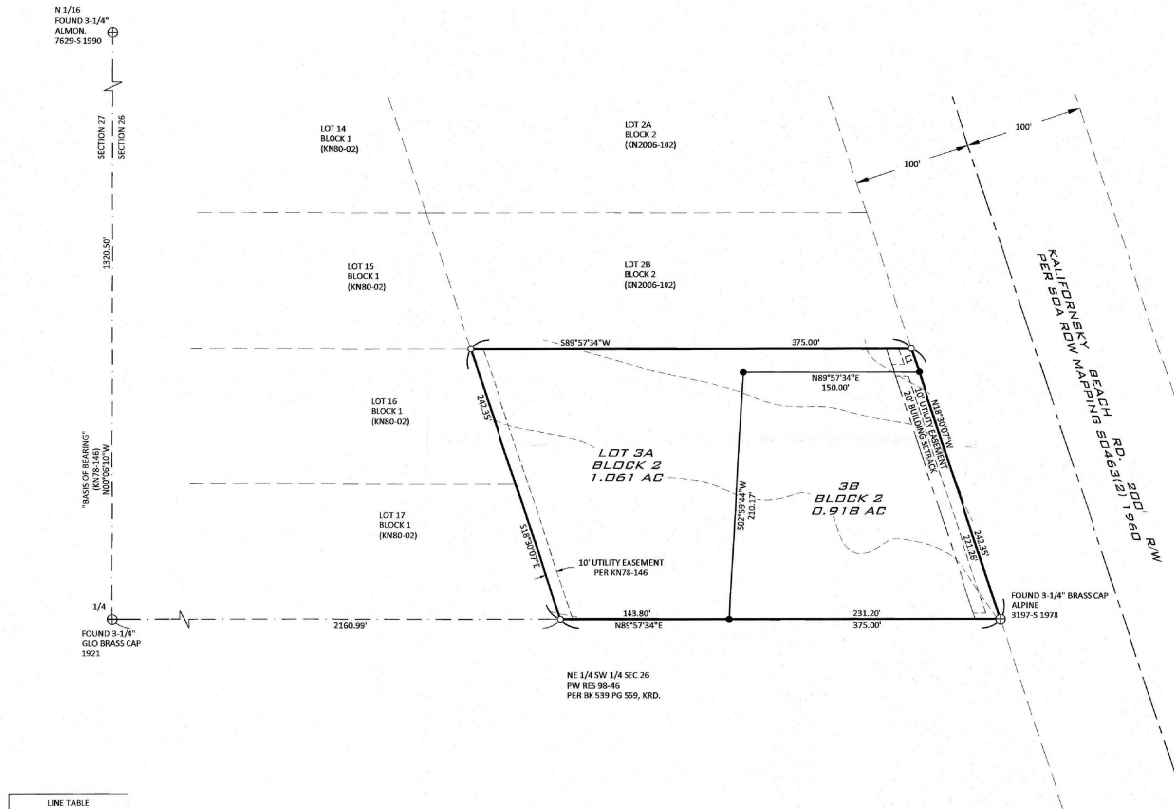 N 1/16
FOUND 3-1/4"
ALMON.
7629-S 1990
SECTION 27
SECTION 26
1320.50'
"BASIS OF BEARING"
(KN78-146)
N00°06'10"W
1/4
FOUND 3-1/4"
GLO BRASS CAP
1921
2160.99'
LOT 14
BLOCK 1
(KN80-02)
LOT 2A
BLOCK 2
(KN2006-102)
LOT 15
BLOCK 1
(KN80-02)
LOT 2B
BLOCK 2
(KN2006-102)
LOT 16
BLOCK 1
(KN80-02)
LOT 17
BLOCK 1
(KN80-02)
100'
100'
KALIFORNSKY BEACH RD. 200' R/W
PER SOA ROW MAPPING S0463(2) 1960
S89°57'34"W 375.00'
L1
N89°57'34"E
150.00'
242.35'
S18°30'07"E
LOT 3A
BLOCK 2
1.061 AC
S02°59'44"W
210.17'
3B
BLOCK 2
0.918 AC
N18°30'07"W
10' UTILITY EASEMENT
20' BUILDING SETBACK
242.35'
221.26'
10' UTILITY EASEMENT
PER KN78-146
143.80' 231.20'
N89°57'34"E 375.00'
FOUND 3-1/4" BRASS CAP
ALPINE
3197-S 1974
NE 1/4 SW 1/4 SEC 26
PW RES 98-46
PER BK 539 PG 559, KRD.
LINE TABLE